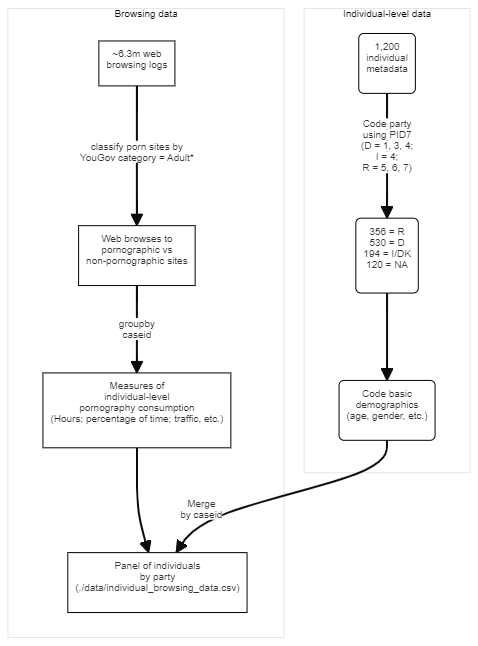 Browsing data
~6.3m web
browsing logs
classify porn sites by
YouGov category = Adult*
Web browses to
pornographic vs
non-pornographic sites
groupby
caseid
Measures of
individual-level
pornography consumption
(Hours; percentage of time; traffic, etc.)
Individual-level data
1,200
individual
metadata
Code party
using PID7
(D = 1, 3, 4;
I = 4;
R = 5, 6, 7)
356 = R
530 = D
194 = I/DK
120 = NA
Code basic
demographics
(age, gender, etc.)
Merge
by caseid
Panel of individuals
by party
(./data/individual_browsing_data.csv)